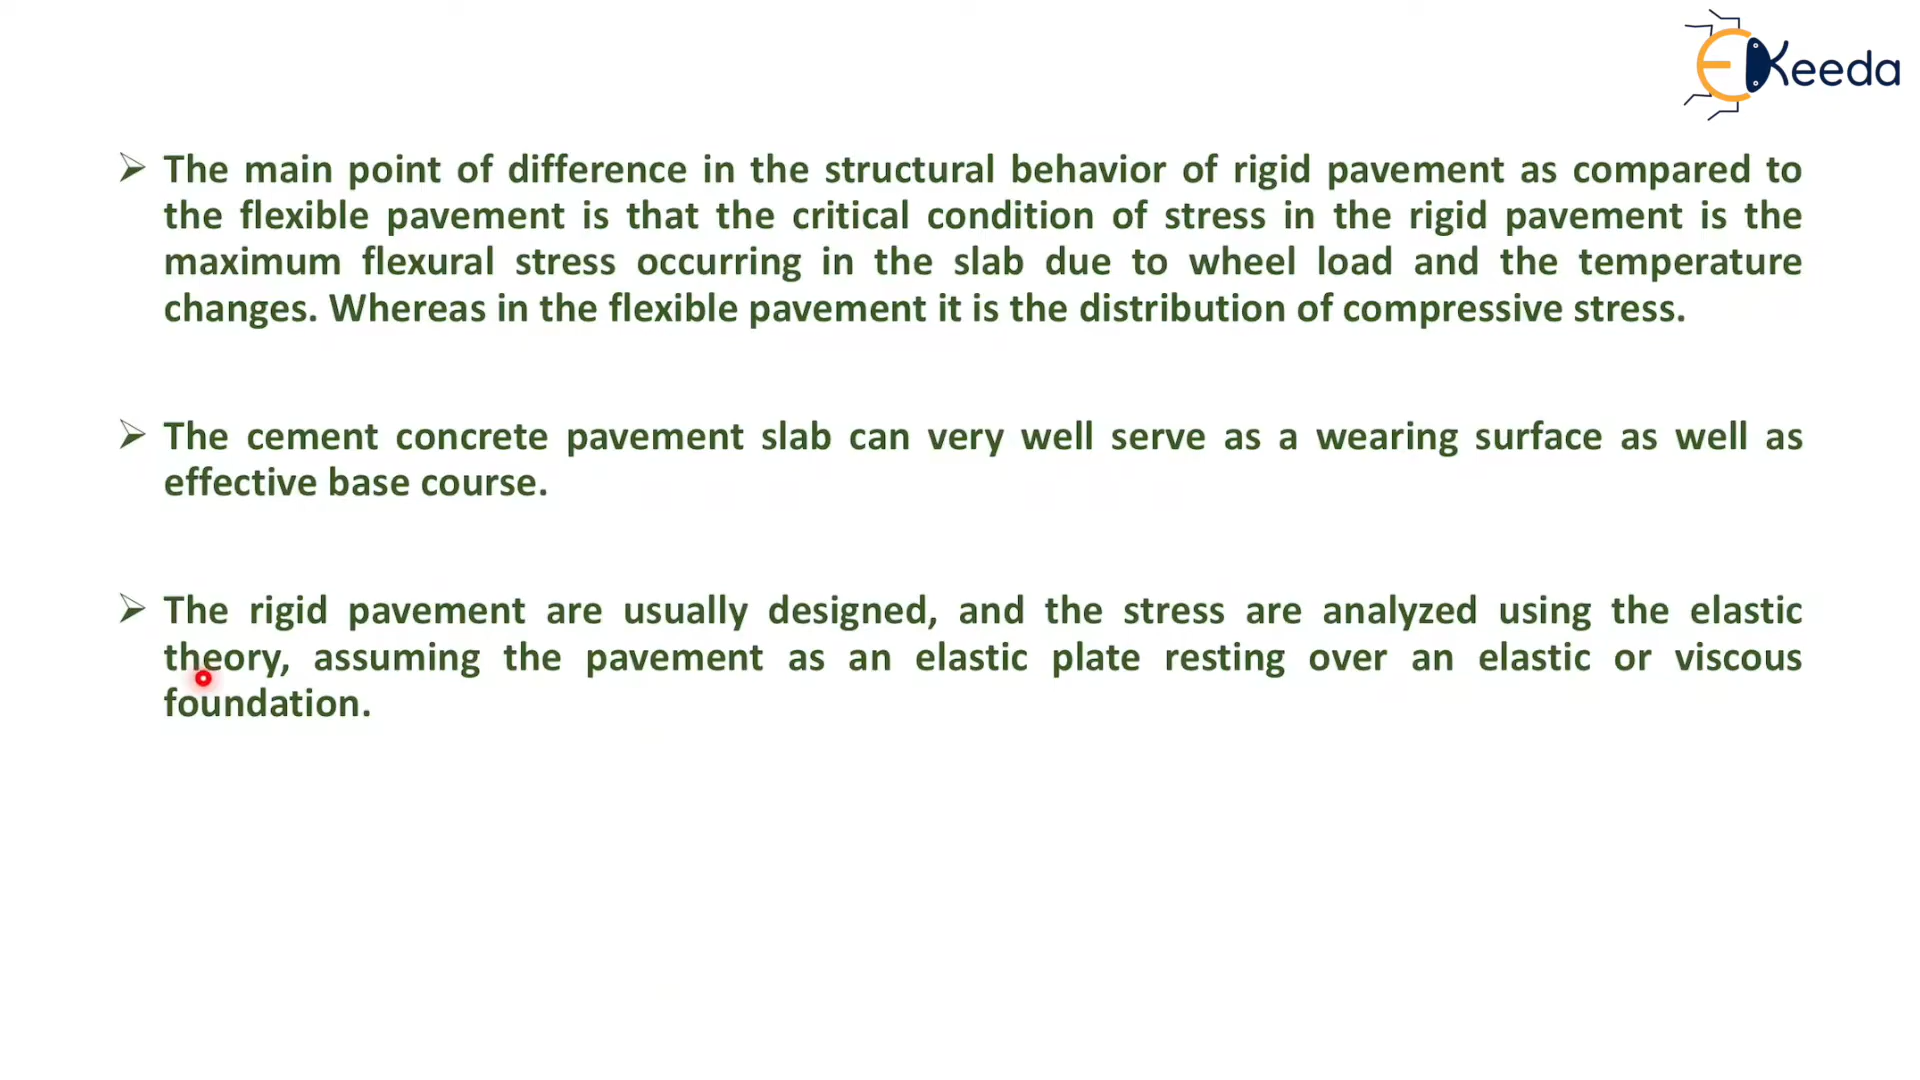 EKeeda
The main point of difference in the structural behavior of rigid pavement as compared to
the flexible pavement is that the critical condition of stress in the rigid pavement is the
maximum flexural stress occurring in the slab due to wheel load and the temperature
changes. Whereas in the flexible pavement it is the distribution of compressive stress.
The cement concrete pavement slab can very well serve as a wearing surface as well as
effective base course.
The rigid pavement are usually designed, and the stress are analyzed using the elastic
theory, assuming the pavement as an elastic plate resting over an elastic or viscous
foundation.